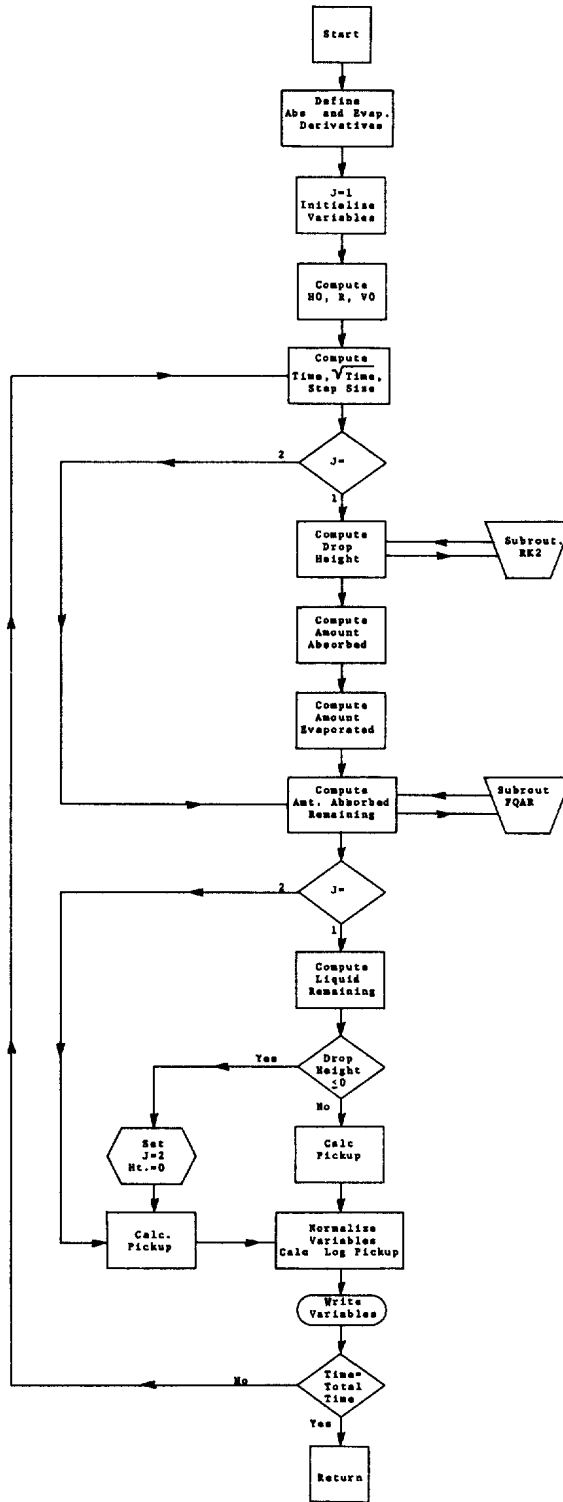 Start
Define
Abs and Evap.
Derivatives
J=1
Initialize
Variables
Compute
H0, R, V0
Compute
Time, √Time,
Step Size
2
J=
1
Compute
Drop
Height
Subrout.
RK2
Compute
Amount
Absorbed
Compute
Amount
Evaporated
Compute
Amt. Absorbed
Remaining
Subrout
FQAR
2
J=
1
Compute
Liquid
Remaining
Yes
Drop
Height
≤0
No
Set
J=2
Ht.=0
Calc
Pickup
Calc.
Pickup
Normalize
Variables
Calc Log Pickup
Write
Variables
No
Time=
Total
Time
Yes
Return